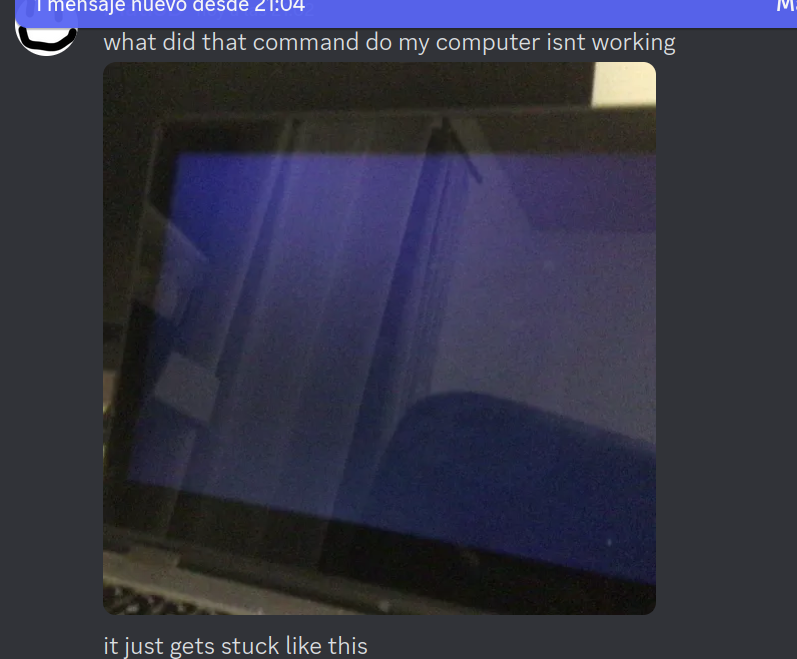 1 mensaje nuevo desde 21:04
what did that command do my computer isnt working
it just gets stuck like this